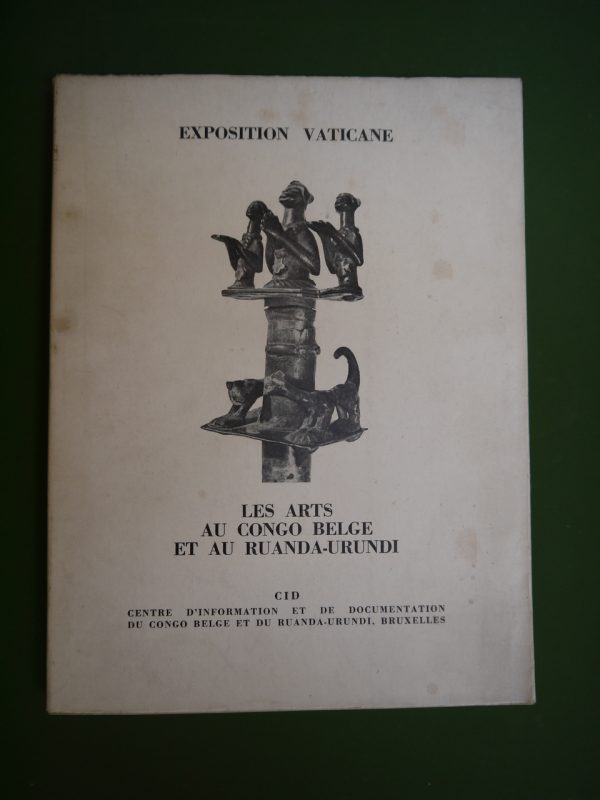 EXPOSITION VATICANE
LES ARTS
AU CONGO BELGE
ET AU RUANDA-URUNDI
CID
CENTRE D'INFORMATION ET DE DOCUMENTATION
DU CONGO BELGE ET DU RUANDA-URUNDI, BRUXELLES